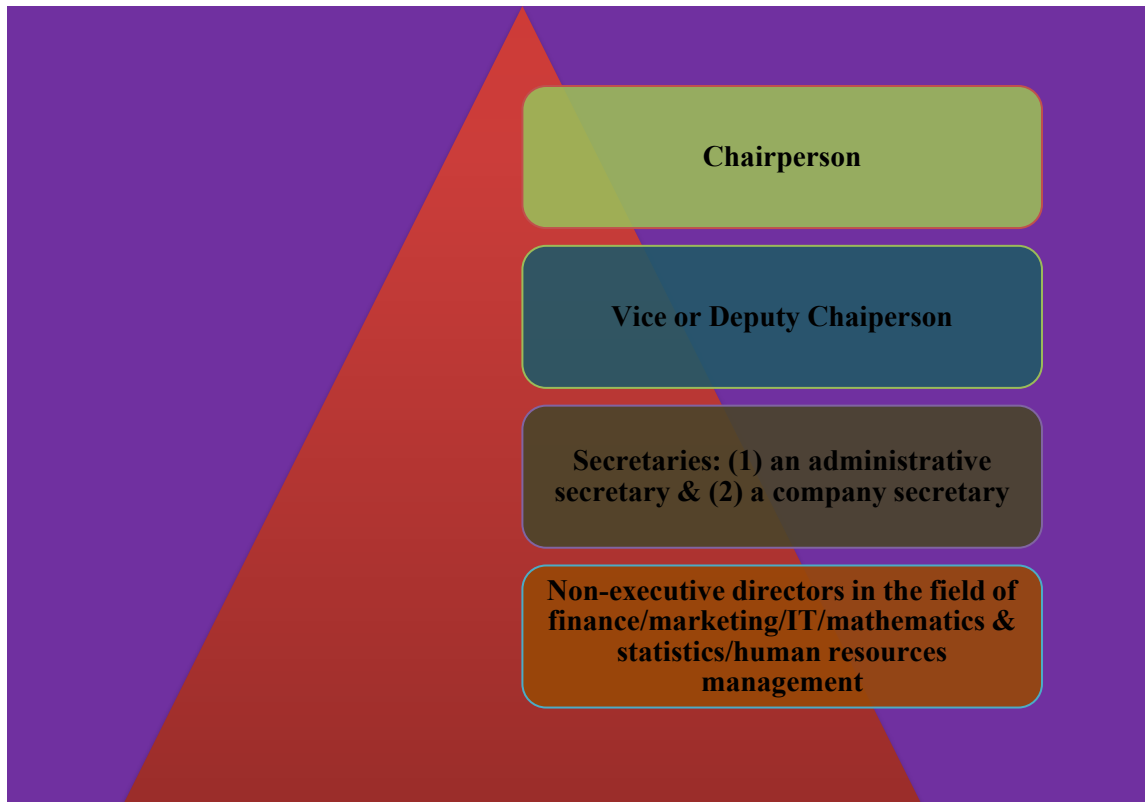 Chairperson
Vice or Deputy Chaiperson
Secretaries: (1) an administrative
secretary & (2) a company secretary
Non-executive directors in the field of
finance/marketing/IT/mathematics &
statistics/human resources
management